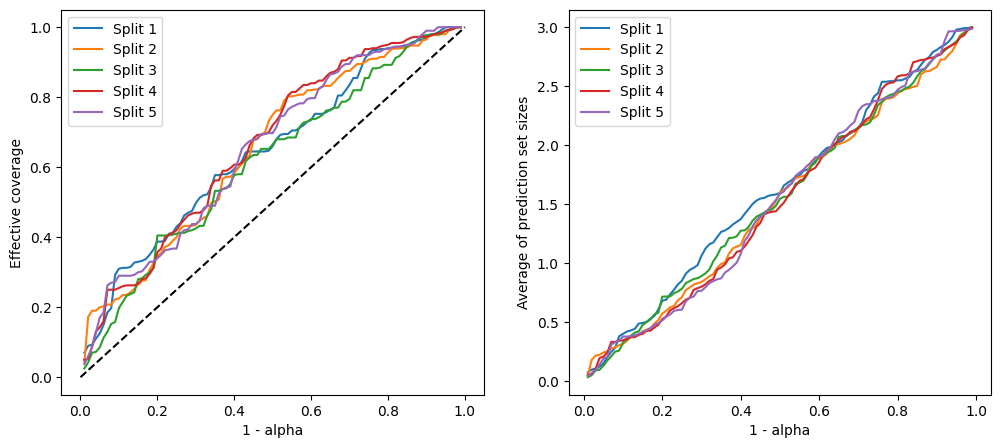 Split 1
Split 2
Split 3
Split 4
Split 5
Effective coverage
1.0
0.8
0.6
0.4
0.2
0.0
0.0 0.2 0.4 0.6 0.8 1.0
1 - alpha
Split 1
Split 2
Split 3
Split 4
Split 5
Average of prediction set sizes
3.0
2.5
2.0
1.5
1.0
0.5
0.0
0.0 0.2 0.4 0.6 0.8 1.0
1 - alpha